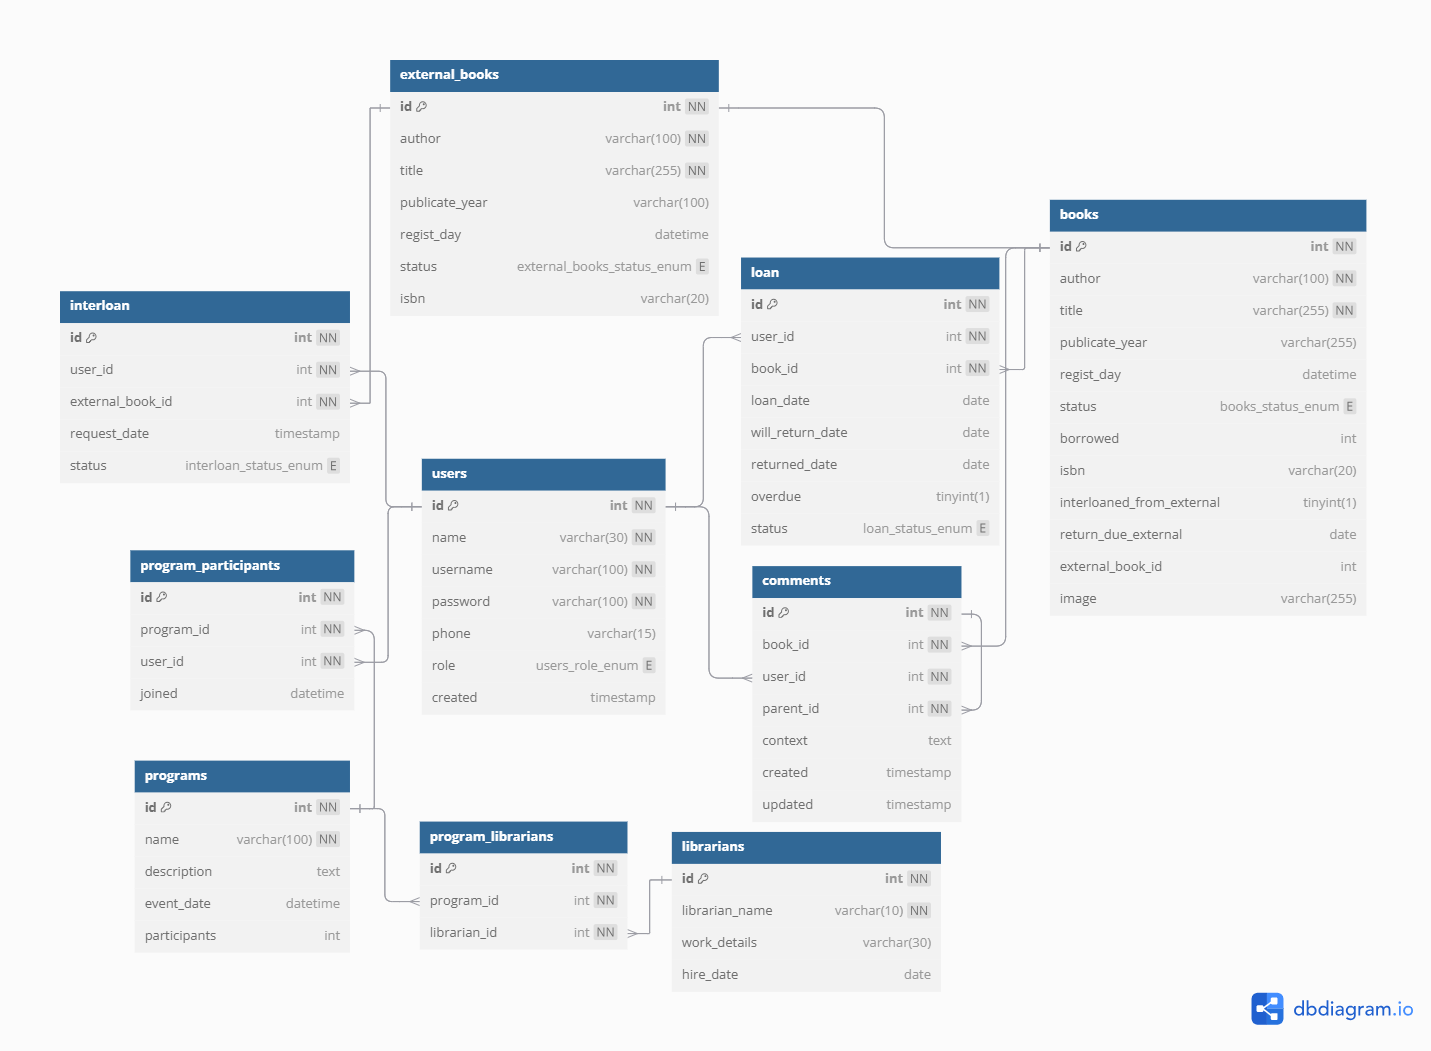 external_books
id int NN
author varchar(100) NN
title varchar(255) NN
publicate_year varchar(100)
regist_day datetime
status external_books_status_enum E
isbn varchar(20)
books
id int NN
author varchar(100) NN
title varchar(255) NN
publicate_year varchar(255)
regist_day datetime
status books_status_enum E
borrowed int
isbn varchar(20)
interloaned_from_external tinyint(1)
return_due_external date
external_book_id int
image varchar(255)
loan
id int NN
user_id int NN
book_id int NN
loan_date date
will_return_date date
returned_date date
overdue tinyint(1)
status loan_status_enum E
interloan
id int NN
user_id int NN
external_book_id int NN
request_date timestamp
status interloan_status_enum E
users
id int NN
name varchar(30) NN
username varchar(100) NN
password varchar(100) NN
phone varchar(15)
role users_role_enum E
created timestamp
program_participants
id int NN
program_id int NN
user_id int NN
joined datetime
comments
id int NN
book_id int NN
user_id int NN
parent_id int NN
context text
created timestamp
updated timestamp
programs
id int NN
name varchar(100) NN
description text
event_date datetime
participants int
program_librarians
id int NN
program_id int NN
librarian_id int NN
librarians
id int NN
librarian_name varchar(10) NN
work_details varchar(30)
hire_date date
dbdiagram.io